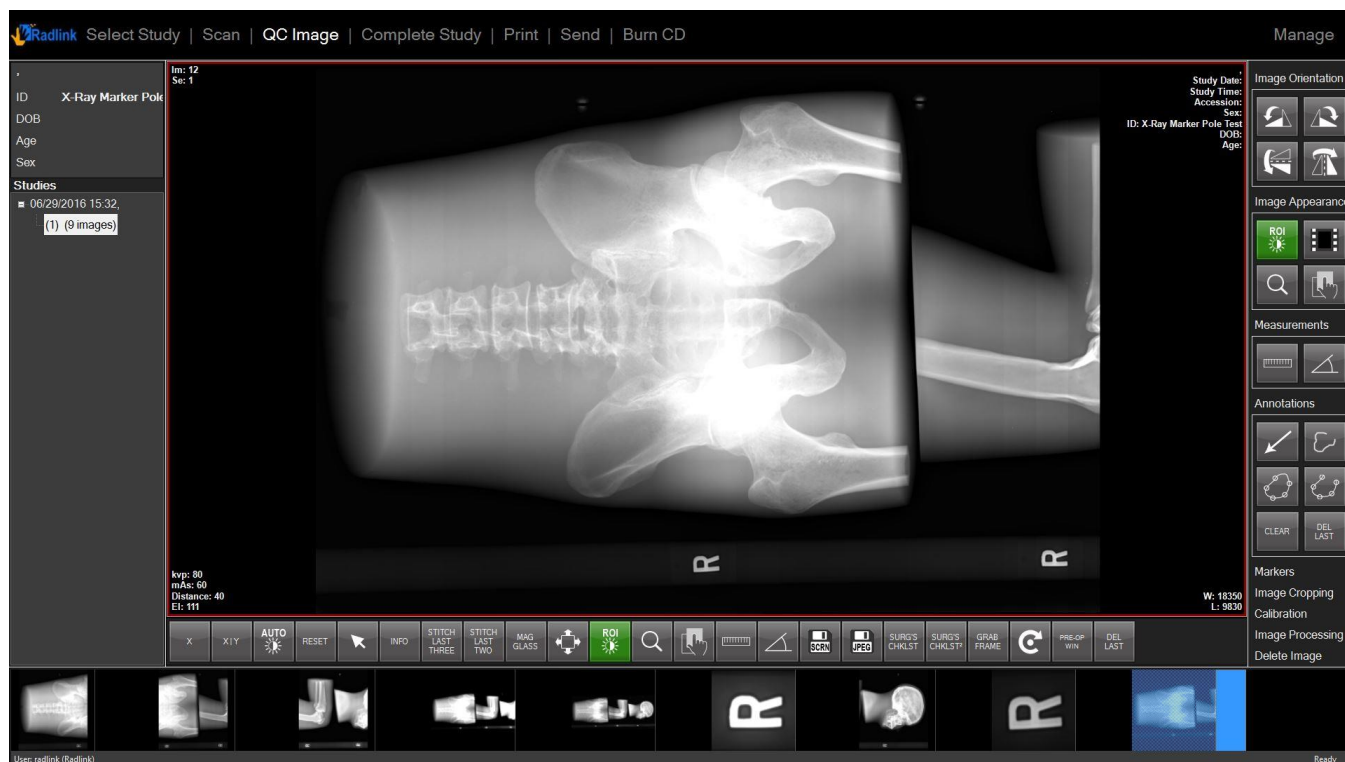 Radlink Select Study | Scan | QC Image | Complete Study | Print | Send | Burn CD
Manage
,
ID X-Ray Marker Pole
DOB
Age
Sex
Studies
06/29/2016 15:32,
(1) (9 images)
Im: 12
Se: 1
,
Study Date:
Study Time:
Accession:
Sex:
ID: X-Ray Marker Pole Test
DOB:
Age:
R
R
kvp: 80
mAs: 60
Distance: 40
EI: 111
W: 18350
L: 9830
Image Orientation
Image Appearance
ROI
Measurements
Annotations
CLEAR
DEL
LAST
Markers
Image Cropping
Calibration
Image Processing
Delete Image
X
X|Y
AUTO
RESET
INFO
STITCH
LAST
THREE
STITCH
LAST
TWO
MAG
GLASS
ROI
SCRN
JPEG
SURG'S
CHKLST
SURG'S
CHKLST²
GRAB
FRAME
PRE-OP
WIN
DEL
LAST
R
R
User: radlink (Radlink)
Ready